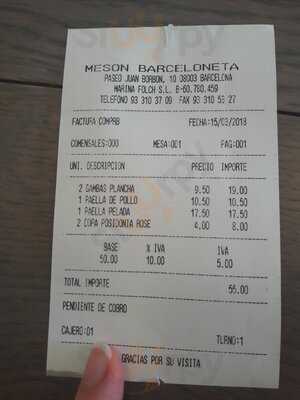 MESON BARCELONETA
PASEO JUAN BORBON, 10 08003 BARCELONA
MARINA FOLCH S.L. B-60.780.459
TELEFONO 93 310 37 09 FAX 93 310 53 27
FACTURA COMPRB FECHA:15/03/2018
COMENSALES:000 MESA:001 PAG:001
UNI. DESCRIPCION PRECIO IMPORTE
2 GAMBAS PLANCHA 9.50 19.00
1 PAELLA DE POLLO 10.50 10.50
1 PAELLA PELADA 17.50 17.50
2 COPA POSIDONIA ROSE 4.00 8.00
BASE % IVA IVA
50.00 10.00 5.00
TOTAL IMPORTE 55.00
PENDIENTE DE COBRO
CAJERO:01 TURNO:1
GRACIAS POR SU VISITA